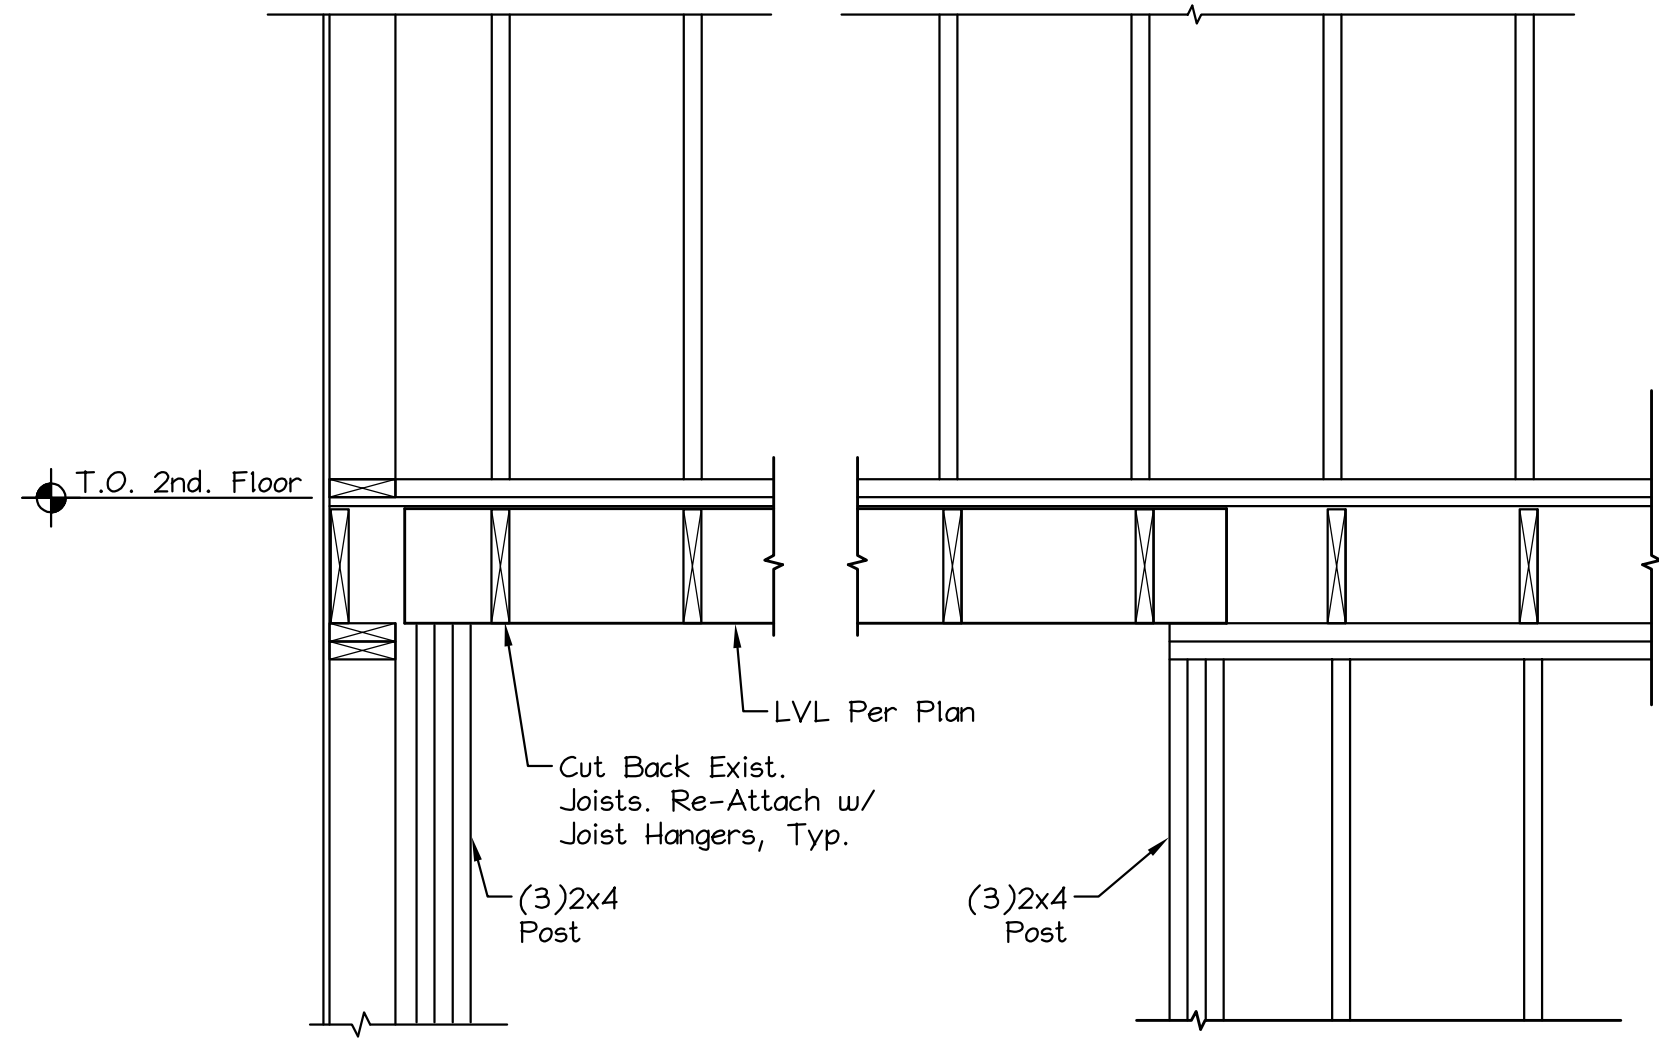 T.O. 2nd. Floor
LVL Per Plan
Cut Back Exist.
Joists. Re-Attach w/
Joist Hangers, Typ.
(3)2x4
Post
(3)2x4
Post